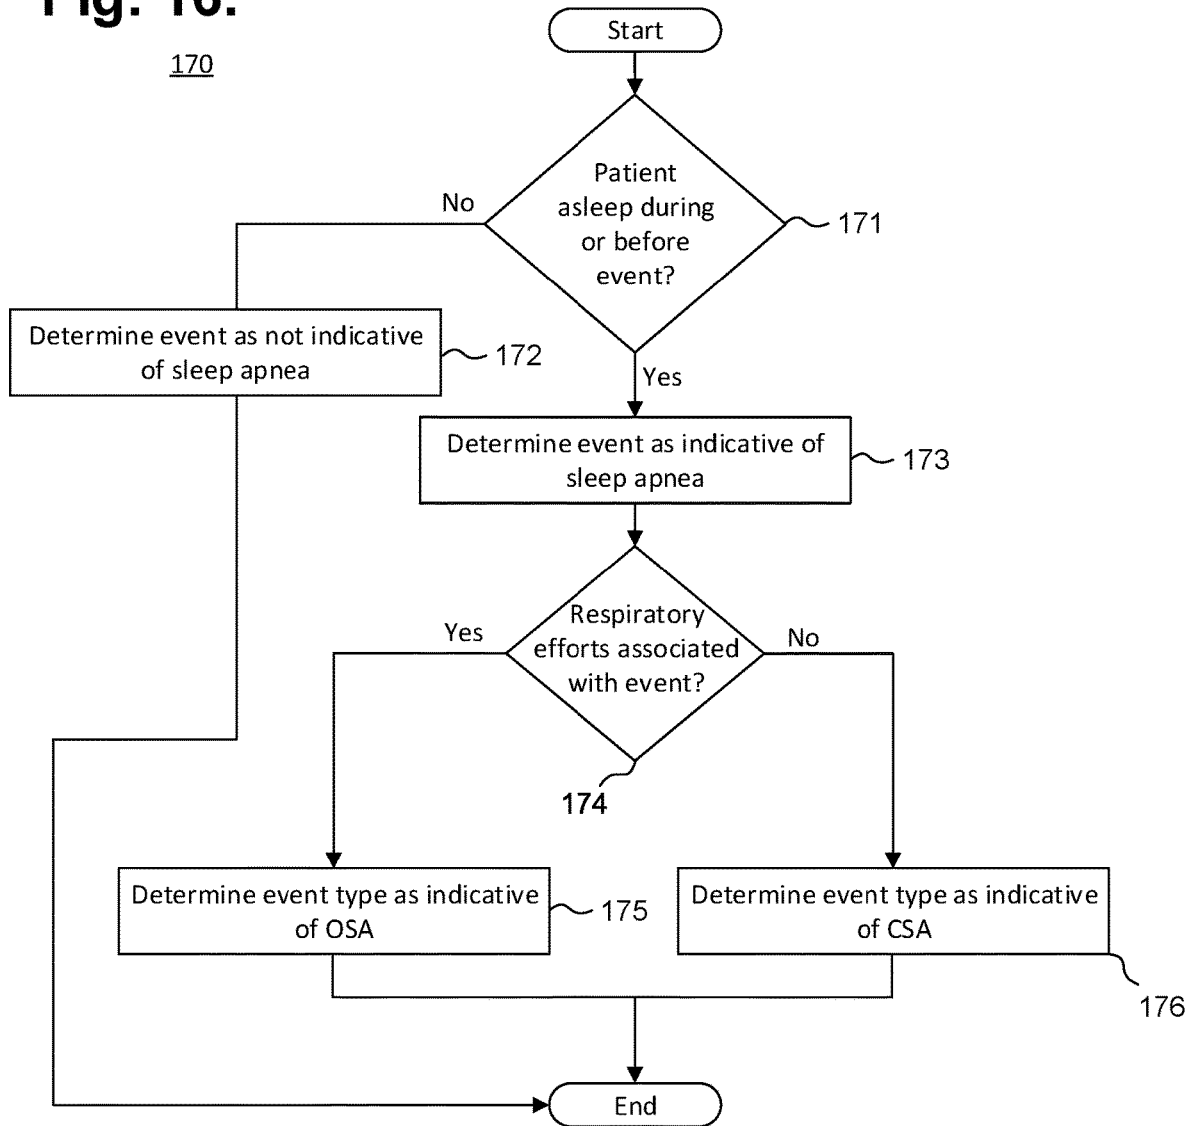 Fig. 16.
170
Start
Patient
asleep during
or before
event?
171
No
Yes
Determine event as not indicative
of sleep apnea
172
Determine event as indicative of
sleep apnea
173
Respiratory
efforts associated
with event?
Yes
No
174
Determine event type as indicative
of OSA
175
Determine event type as indicative
of CSA
176
End